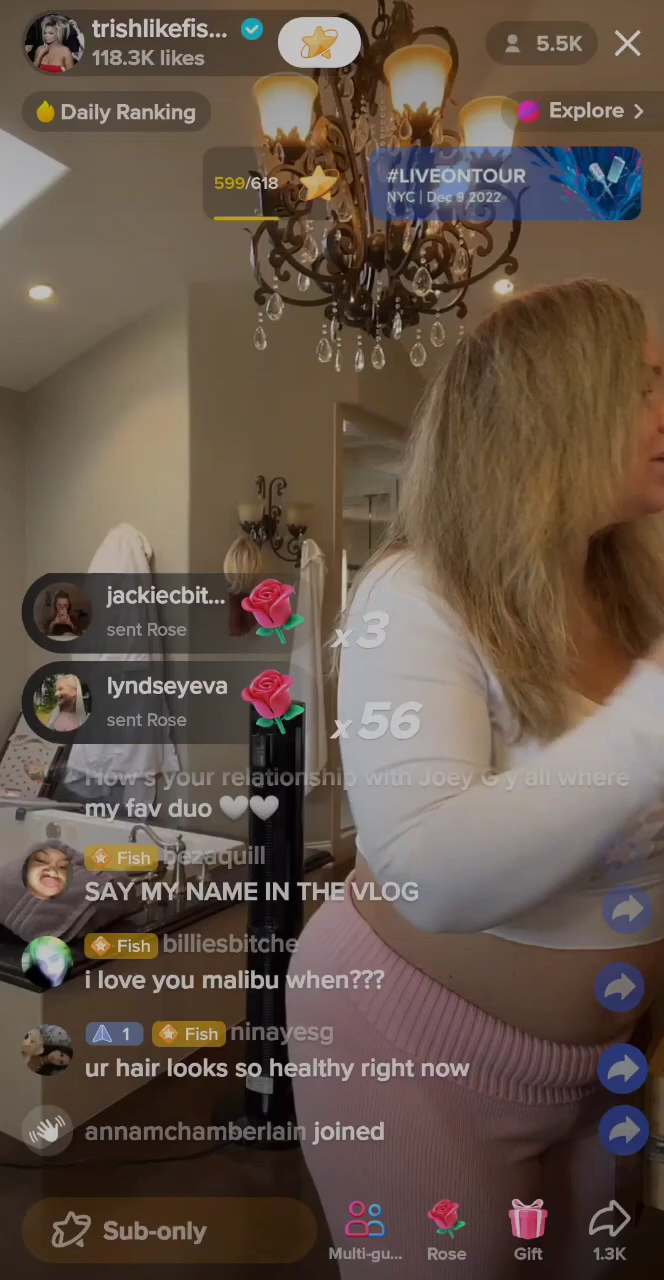 trishlikefis...
118.3K likes
5.5K
Daily Ranking
Explore >
599/618
#LIVEONTOUR
NYC | Dec 9 2022
jackiecbit...
sent Rose
x3
lyndseyeva
sent Rose
x56
How's your relationship with Joey G y'all where
my fav duo
Fish bezaquill
SAY MY NAME IN THE VLOG
Fish billiesbitche
i love you malibu when???
1 Fish ninayesg
ur hair looks so healthy right now
annamchamberlain joined
Sub-only
Multi-gu...
Rose
Gift
1.3K